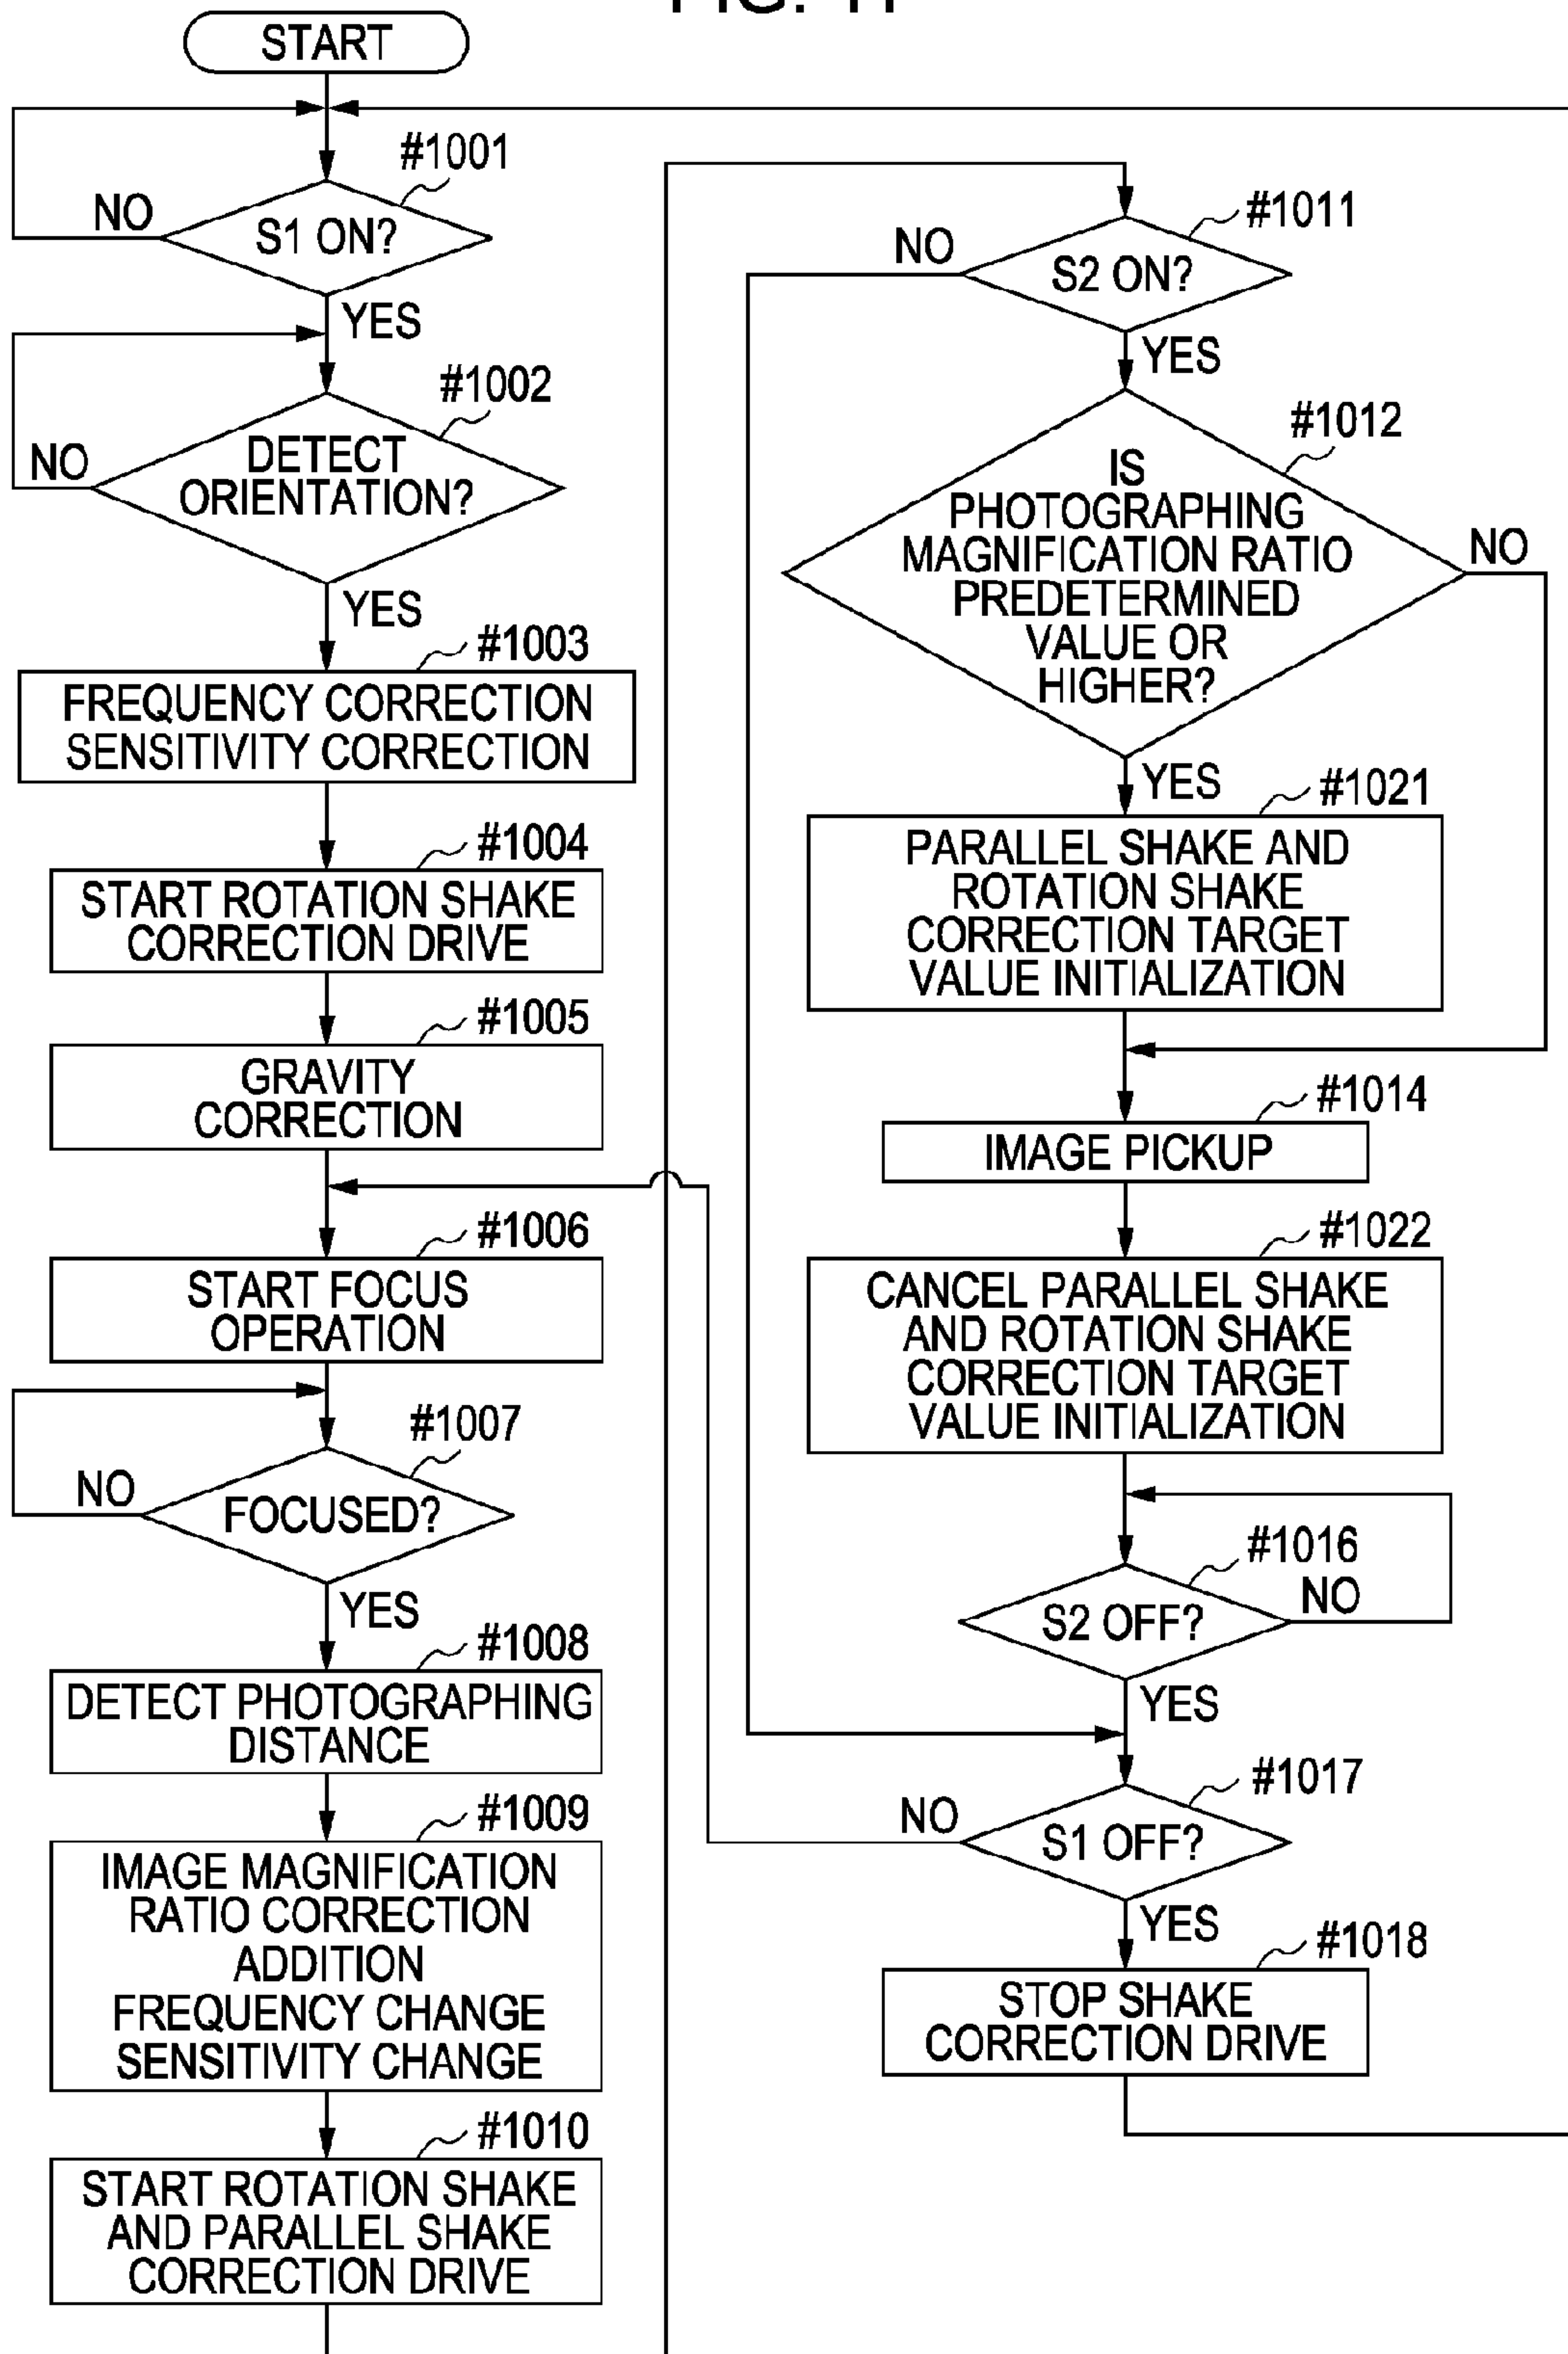 START
#1001
NO
S1 ON?
YES
#1002
NO
DETECT
ORIENTATION?
YES
#1003
FREQUENCY CORRECTION
SENSITIVITY CORRECTION
#1004
START ROTATION SHAKE
CORRECTION DRIVE
#1005
GRAVITY
CORRECTION
#1006
START FOCUS
OPERATION
#1007
NO
FOCUSED?
YES
#1008
DETECT PHOTOGRAPHING
DISTANCE
#1009
IMAGE MAGNIFICATION
RATIO CORRECTION
ADDITION
FREQUENCY CHANGE
SENSITIVITY CHANGE
#1010
START ROTATION SHAKE
AND PARALLEL SHAKE
CORRECTION DRIVE
#1011
NO
S2 ON?
YES
#1012
IS
PHOTOGRAPHING
MAGNIFICATION RATIO
PREDETERMINED
VALUE OR
HIGHER?
NO
YES
#1021
PARALLEL SHAKE AND
ROTATION SHAKE
CORRECTION TARGET
VALUE INITIALIZATION
#1014
IMAGE PICKUP
#1022
CANCEL PARALLEL SHAKE
AND ROTATION SHAKE
CORRECTION TARGET
VALUE INITIALIZATION
#1016
S2 OFF?
NO
YES
#1017
NO
S1 OFF?
YES
#1018
STOP SHAKE
CORRECTION DRIVE